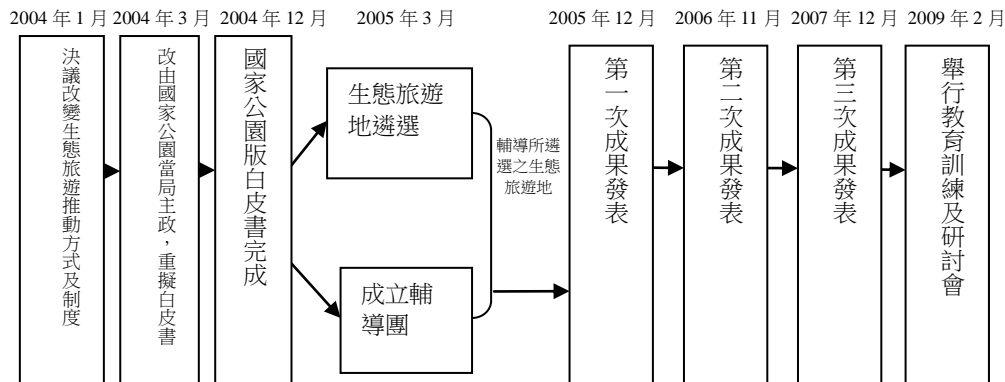 2004 年 1 月
2004 年 3 月
2004 年 12 月
2005 年 3 月
2005 年 12 月
2006 年 11 月
2007 年 12 月
2009 年 2 月
決議改變生態旅遊推動方式及制度
改由國家公園當局主政，重擬白皮書
國家公園版白皮書完成
生態旅遊
地遴選
成立輔
導團
輔導所遴
選之生態
旅遊地
第一次成果發表
第二次成果發表
第三次成果發表
舉行教育訓練及研討會